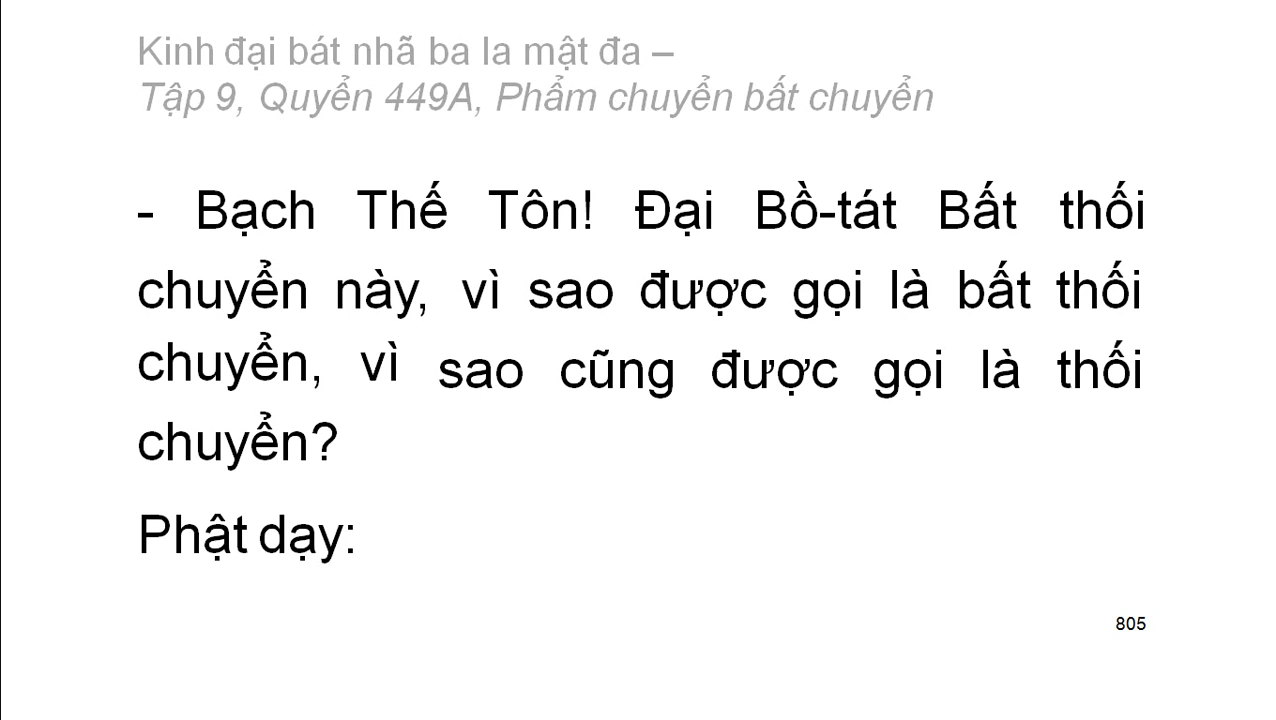 Kinh đại bát nhã ba la mật đa –
Tập 9, Quyển 449A, Phẩm chuyển bất chuyển
- Bạch Thế Tôn! Đại Bồ-tát Bất thối
chuyển này, vì sao được gọi là bất thối
chuyển, vì sao cũng được gọi là thối
chuyển?
Phật dạy:
805